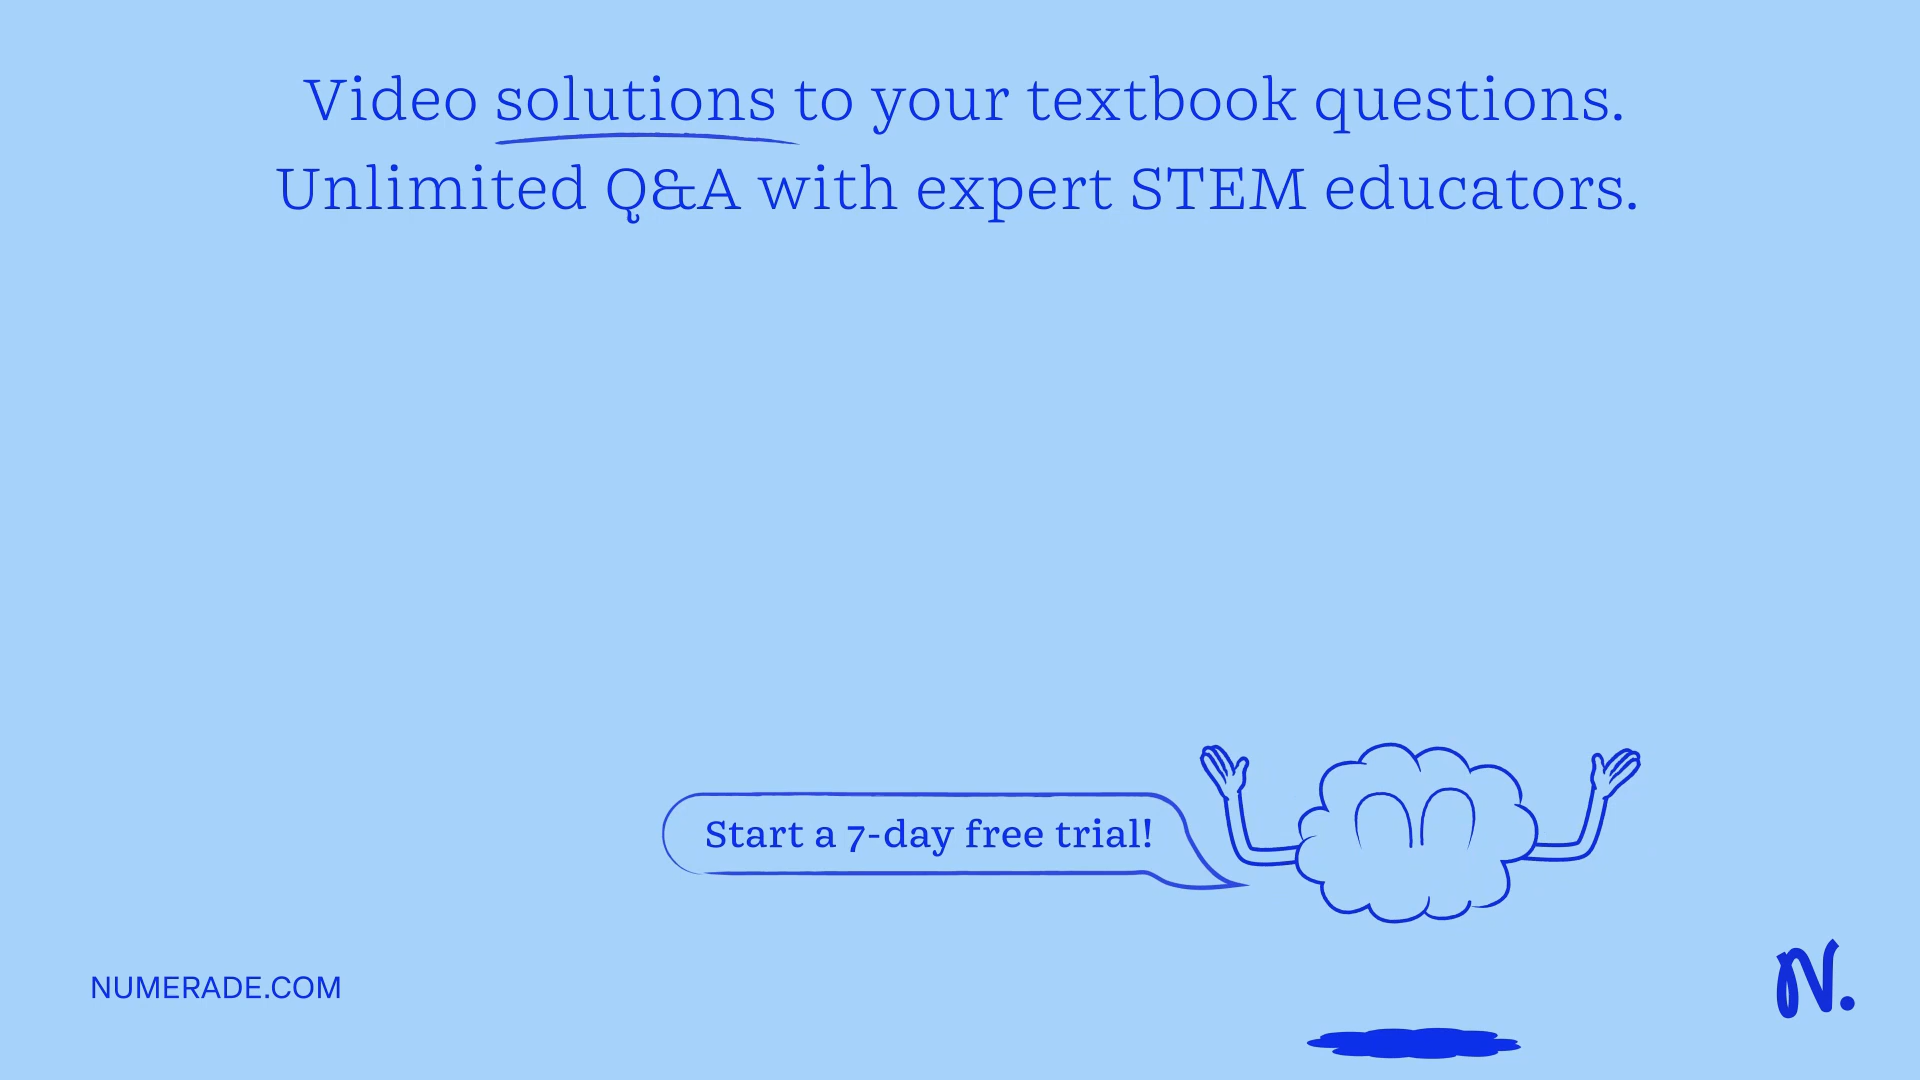 Video solutions to your textbook questions.
Unlimited Q&A with expert STEM educators.
Start a 7-day free trial!
NUMERADE.COM
N.